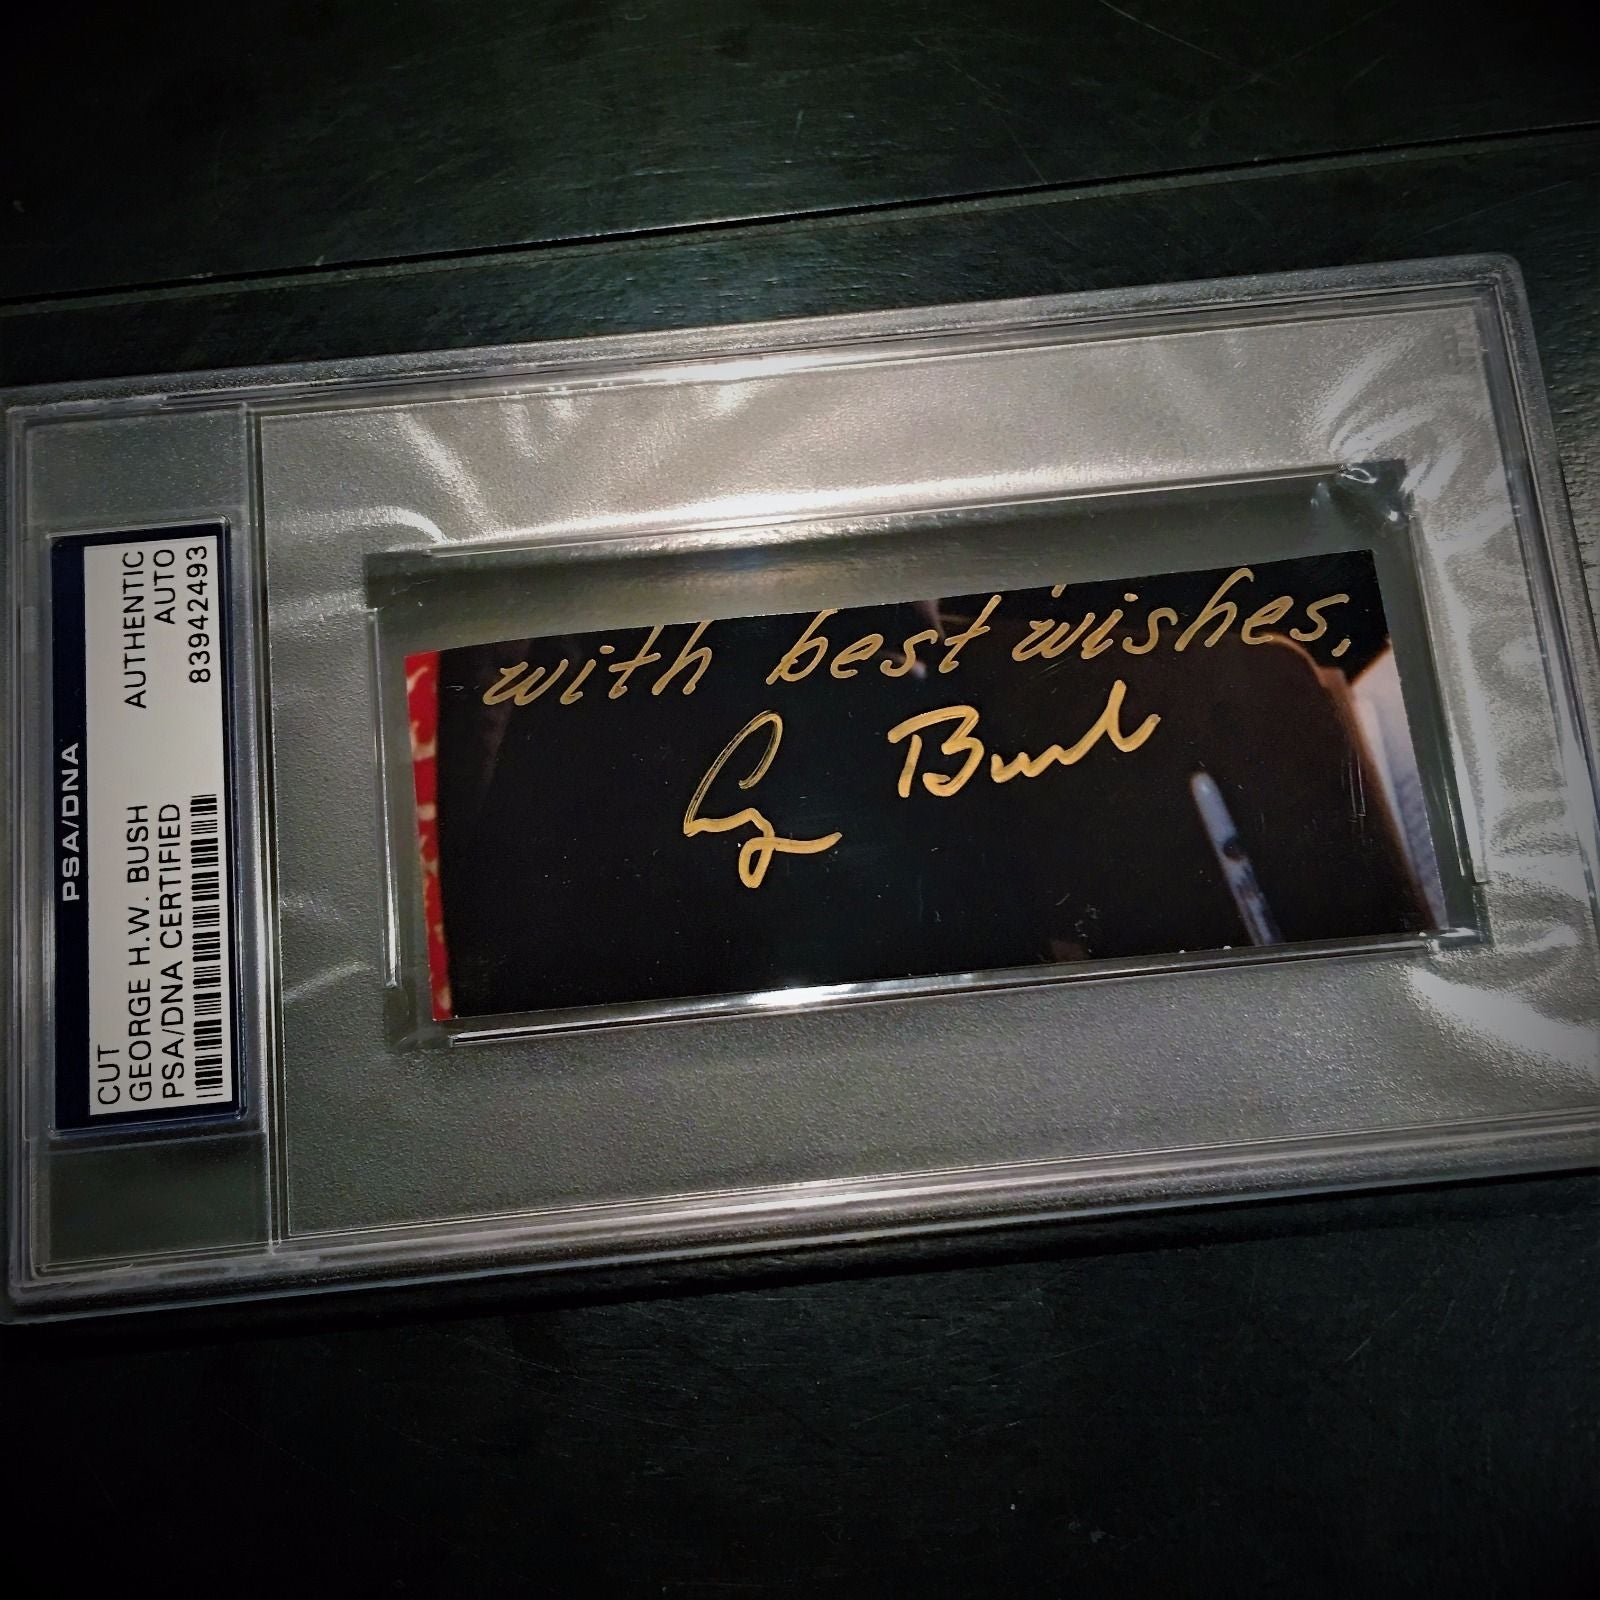 PSA/DNA
CUT
GEORGE H.W. BUSH
PSA/DNA CERTIFIED
AUTHENTIC
AUTO
83942493
with best wishes,
G Bush